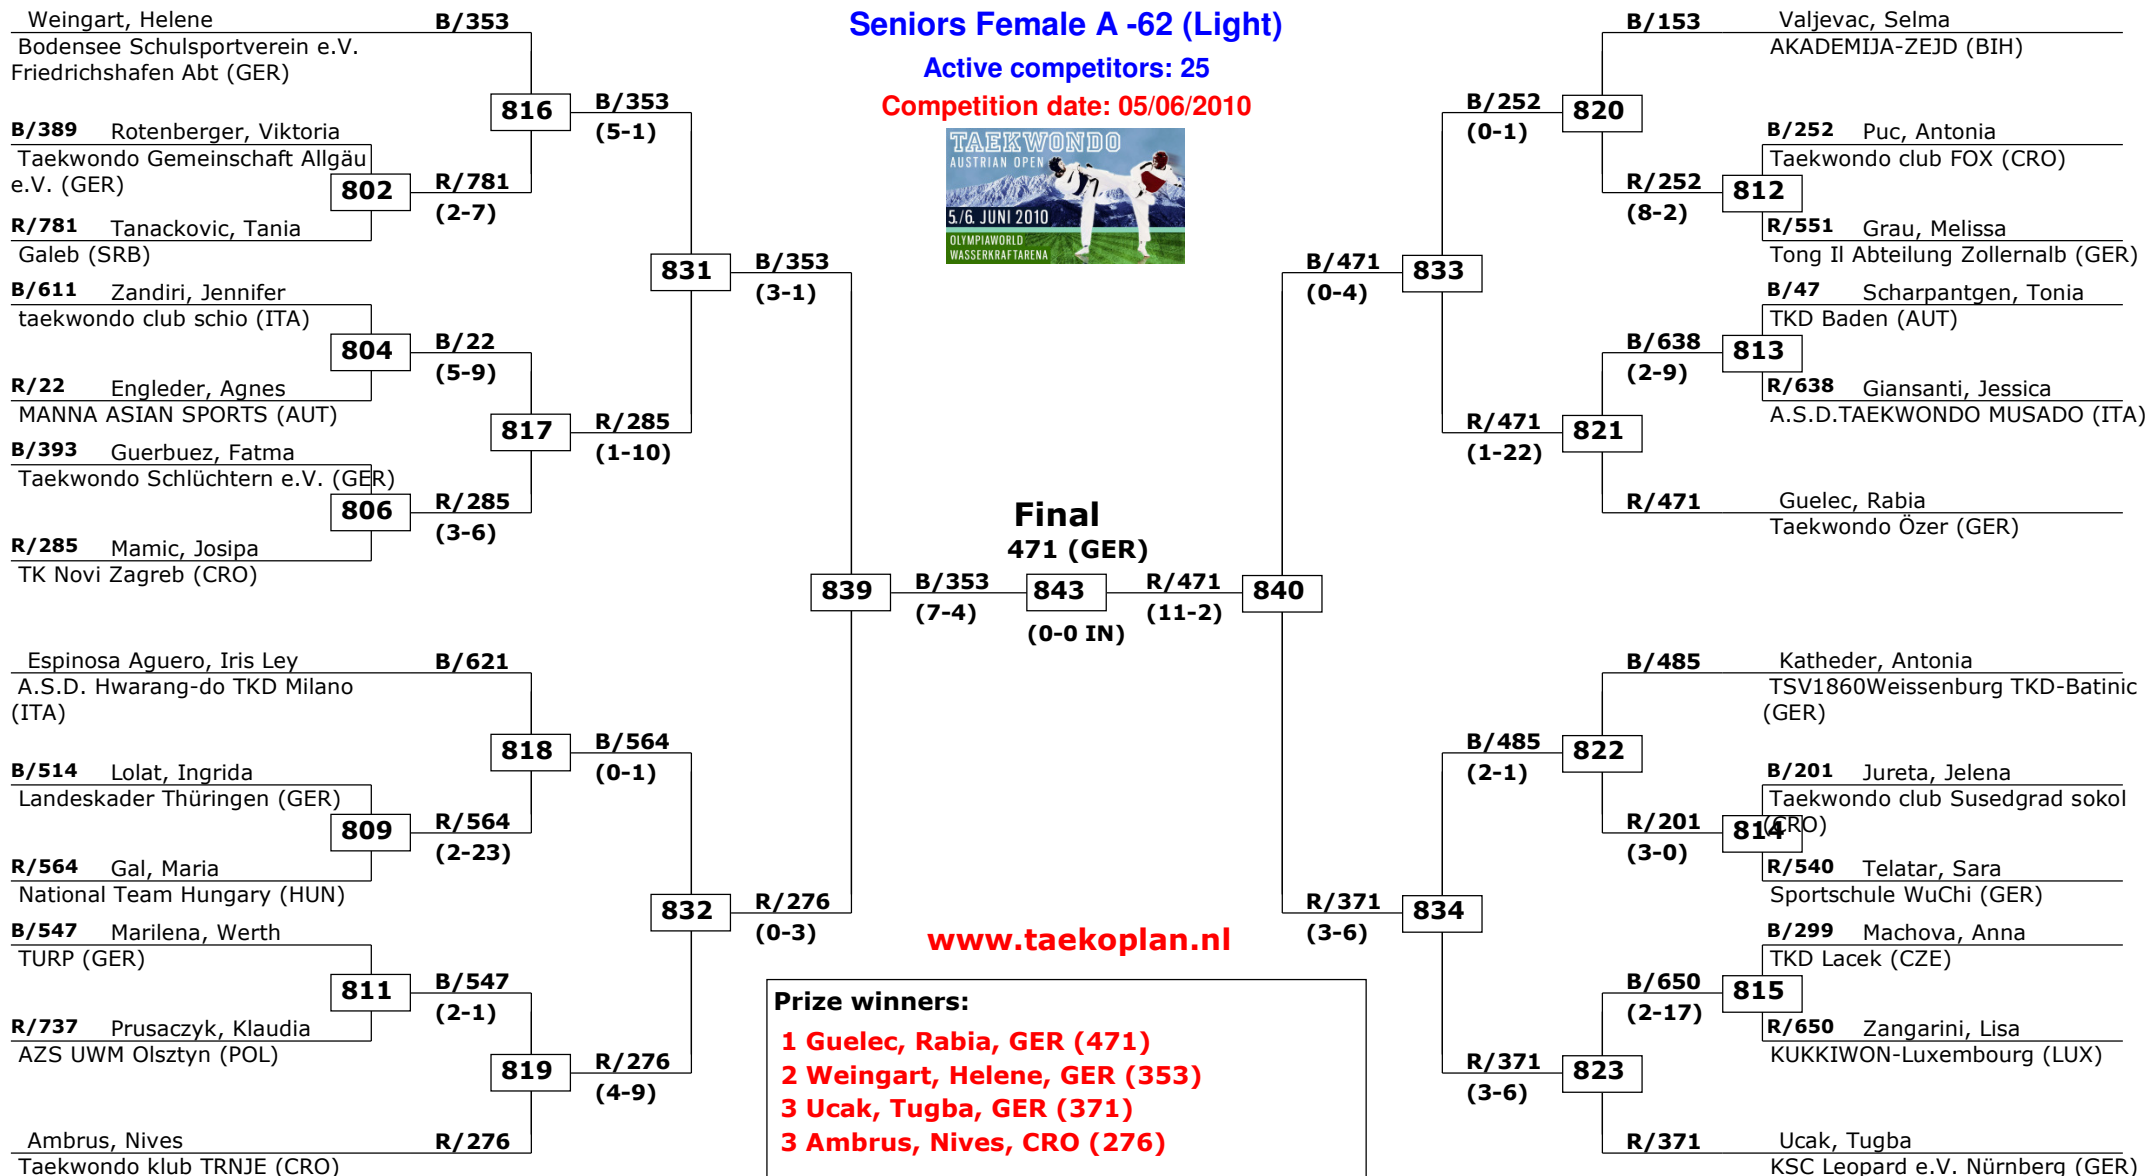 Seniors Female A -62 (Light)
Active competitors: 25
Competition date: 05/06/2010
TAEKWONDO
AUSTRIAN OPEN
5./6. JUNI 2010
OLYMPIAWORLD
WASSERKRAFTARENA
Weingart, Helene B/353
Bodensee Schulsportverein e.V.
Friedrichshafen Abt (GER)
816
B/353
(5-1)
B/389 Rotenberger, Viktoria
Taekwondo Gemeinschaft Allgäu
e.V. (GER)
802
R/781
(2-7)
R/781 Tanackovic, Tania
Galeb (SRB)
831
B/353
(3-1)
B/611 Zandiri, Jennifer
taekwondo club schio (ITA)
804
B/22
(5-9)
R/22 Engleder, Agnes
MANNA ASIAN SPORTS (AUT)
817
R/285
(1-10)
B/393 Guerbuez, Fatma
Taekwondo Schlüchtern e.V. (GER)
806
R/285
(3-6)
R/285 Mamic, Josipa
TK Novi Zagreb (CRO)
839
B/353
(7-4)
Final
471 (GER)
843
(0-0 IN)
R/471
(11-2)
840
Espinosa Aguero, Iris Ley B/621
A.S.D. Hwarang-do TKD Milano
(ITA)
818
B/564
(0-1)
B/514 Lolat, Ingrida
Landeskader Thüringen (GER)
809
R/564
(2-23)
R/564 Gal, Maria
National Team Hungary (HUN)
832
R/276
(0-3)
B/547 Marilena, Werth
TURP (GER)
811
B/547
(2-1)
R/737 Prusaczyk, Klaudia
AZS UWM Olsztyn (POL)
819
R/276
(4-9)
Ambrus, Nives R/276
Taekwondo klub TRNJE (CRO)
B/153 Valjevac, Selma
AKADEMIJA-ZEJD (BIH)
B/252
(0-1)
820
B/252 Puc, Antonia
Taekwondo club FOX (CRO)
R/252
(8-2)
812
R/551 Grau, Melissa
Tong Il Abteilung Zollernalb (GER)
B/471
(0-4)
833
B/47 Scharpantgen, Tonia
TKD Baden (AUT)
B/638
(2-9)
813
R/638 Giansanti, Jessica
A.S.D.TAEKWONDO MUSADO (ITA)
R/471
(1-22)
821
R/471 Guelec, Rabia
Taekwondo Özer (GER)
B/485 Katheder, Antonia
TSV1860Weissenburg TKD-Batinic
(GER)
B/485
(2-1)
822
B/201 Jureta, Jelena
Taekwondo club Susedgrad sokol
(CRO)
R/201
(3-0)
814
R/540 Telatar, Sara
Sportschule WuChi (GER)
R/371
(3-6)
834
B/299 Machova, Anna
TKD Lacek (CZE)
B/650
(2-17)
815
R/650 Zangarini, Lisa
KUKKIWON-Luxembourg (LUX)
R/371
(3-6)
823
R/371 Ucak, Tugba
KSC Leopard e.V. Nürnberg (GER)
www.taekoplan.nl
Prize winners:
1 Guelec, Rabia, GER (471)
2 Weingart, Helene, GER (353)
3 Ucak, Tugba, GER (371)
3 Ambrus, Nives, CRO (276)